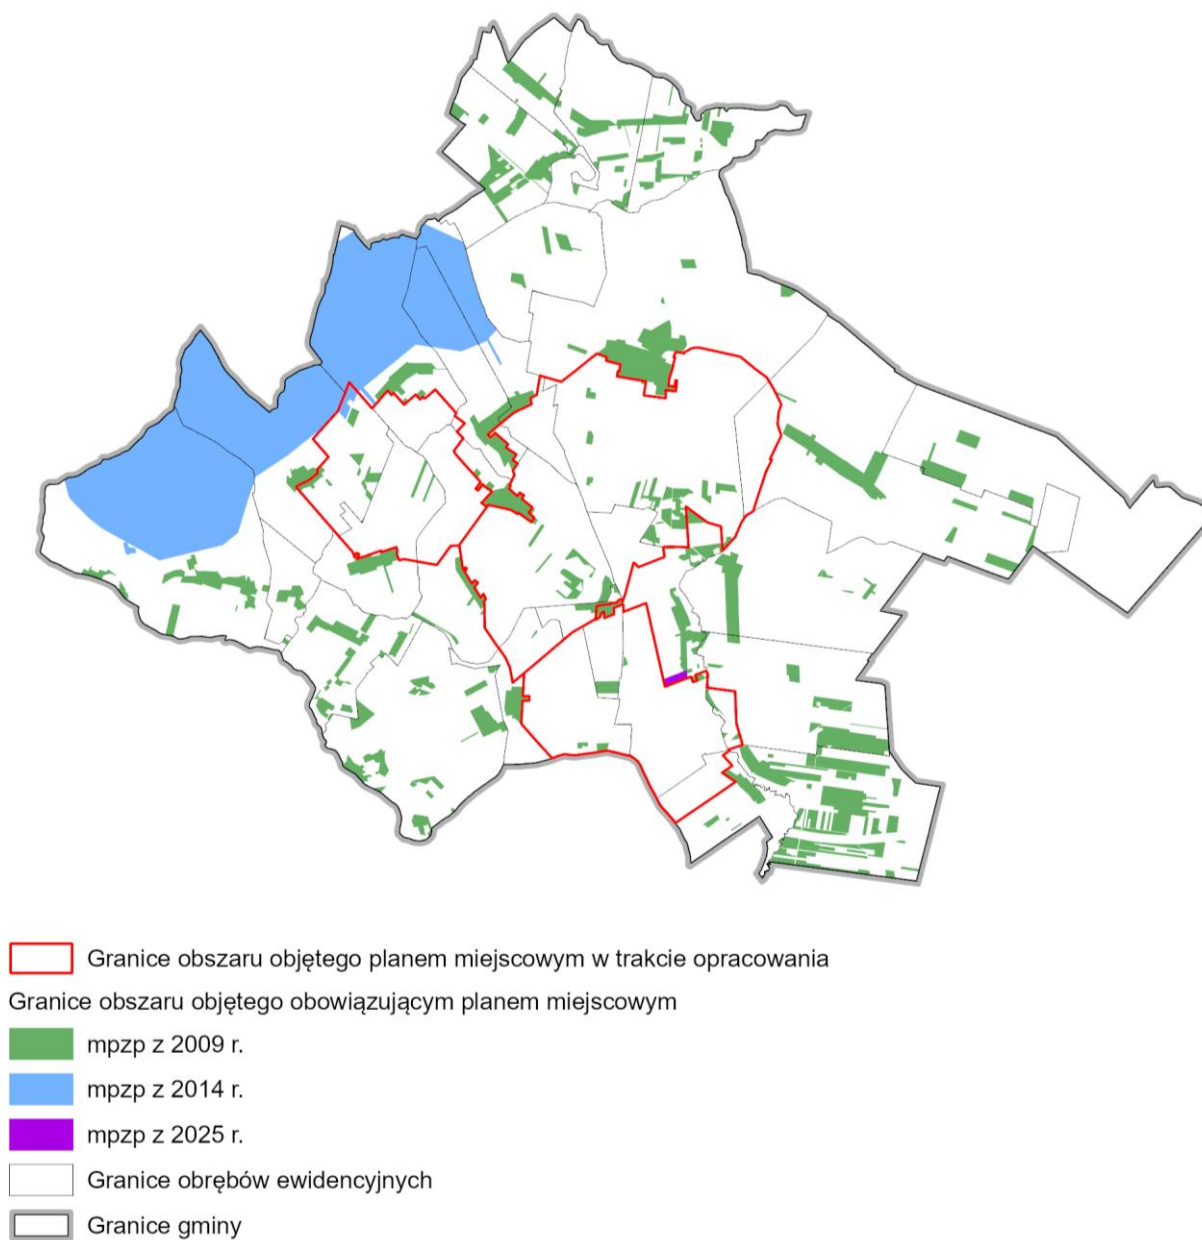 Granice obszaru objętego planem miejscowym w trakcie opracowania
Granice obszaru objętego obowiązującym planem miejscowym
mpzp z 2009 r.
mpzp z 2014 r.
mpzp z 2025 r.
Granice obrębów ewidencyjnych
Granice gminy